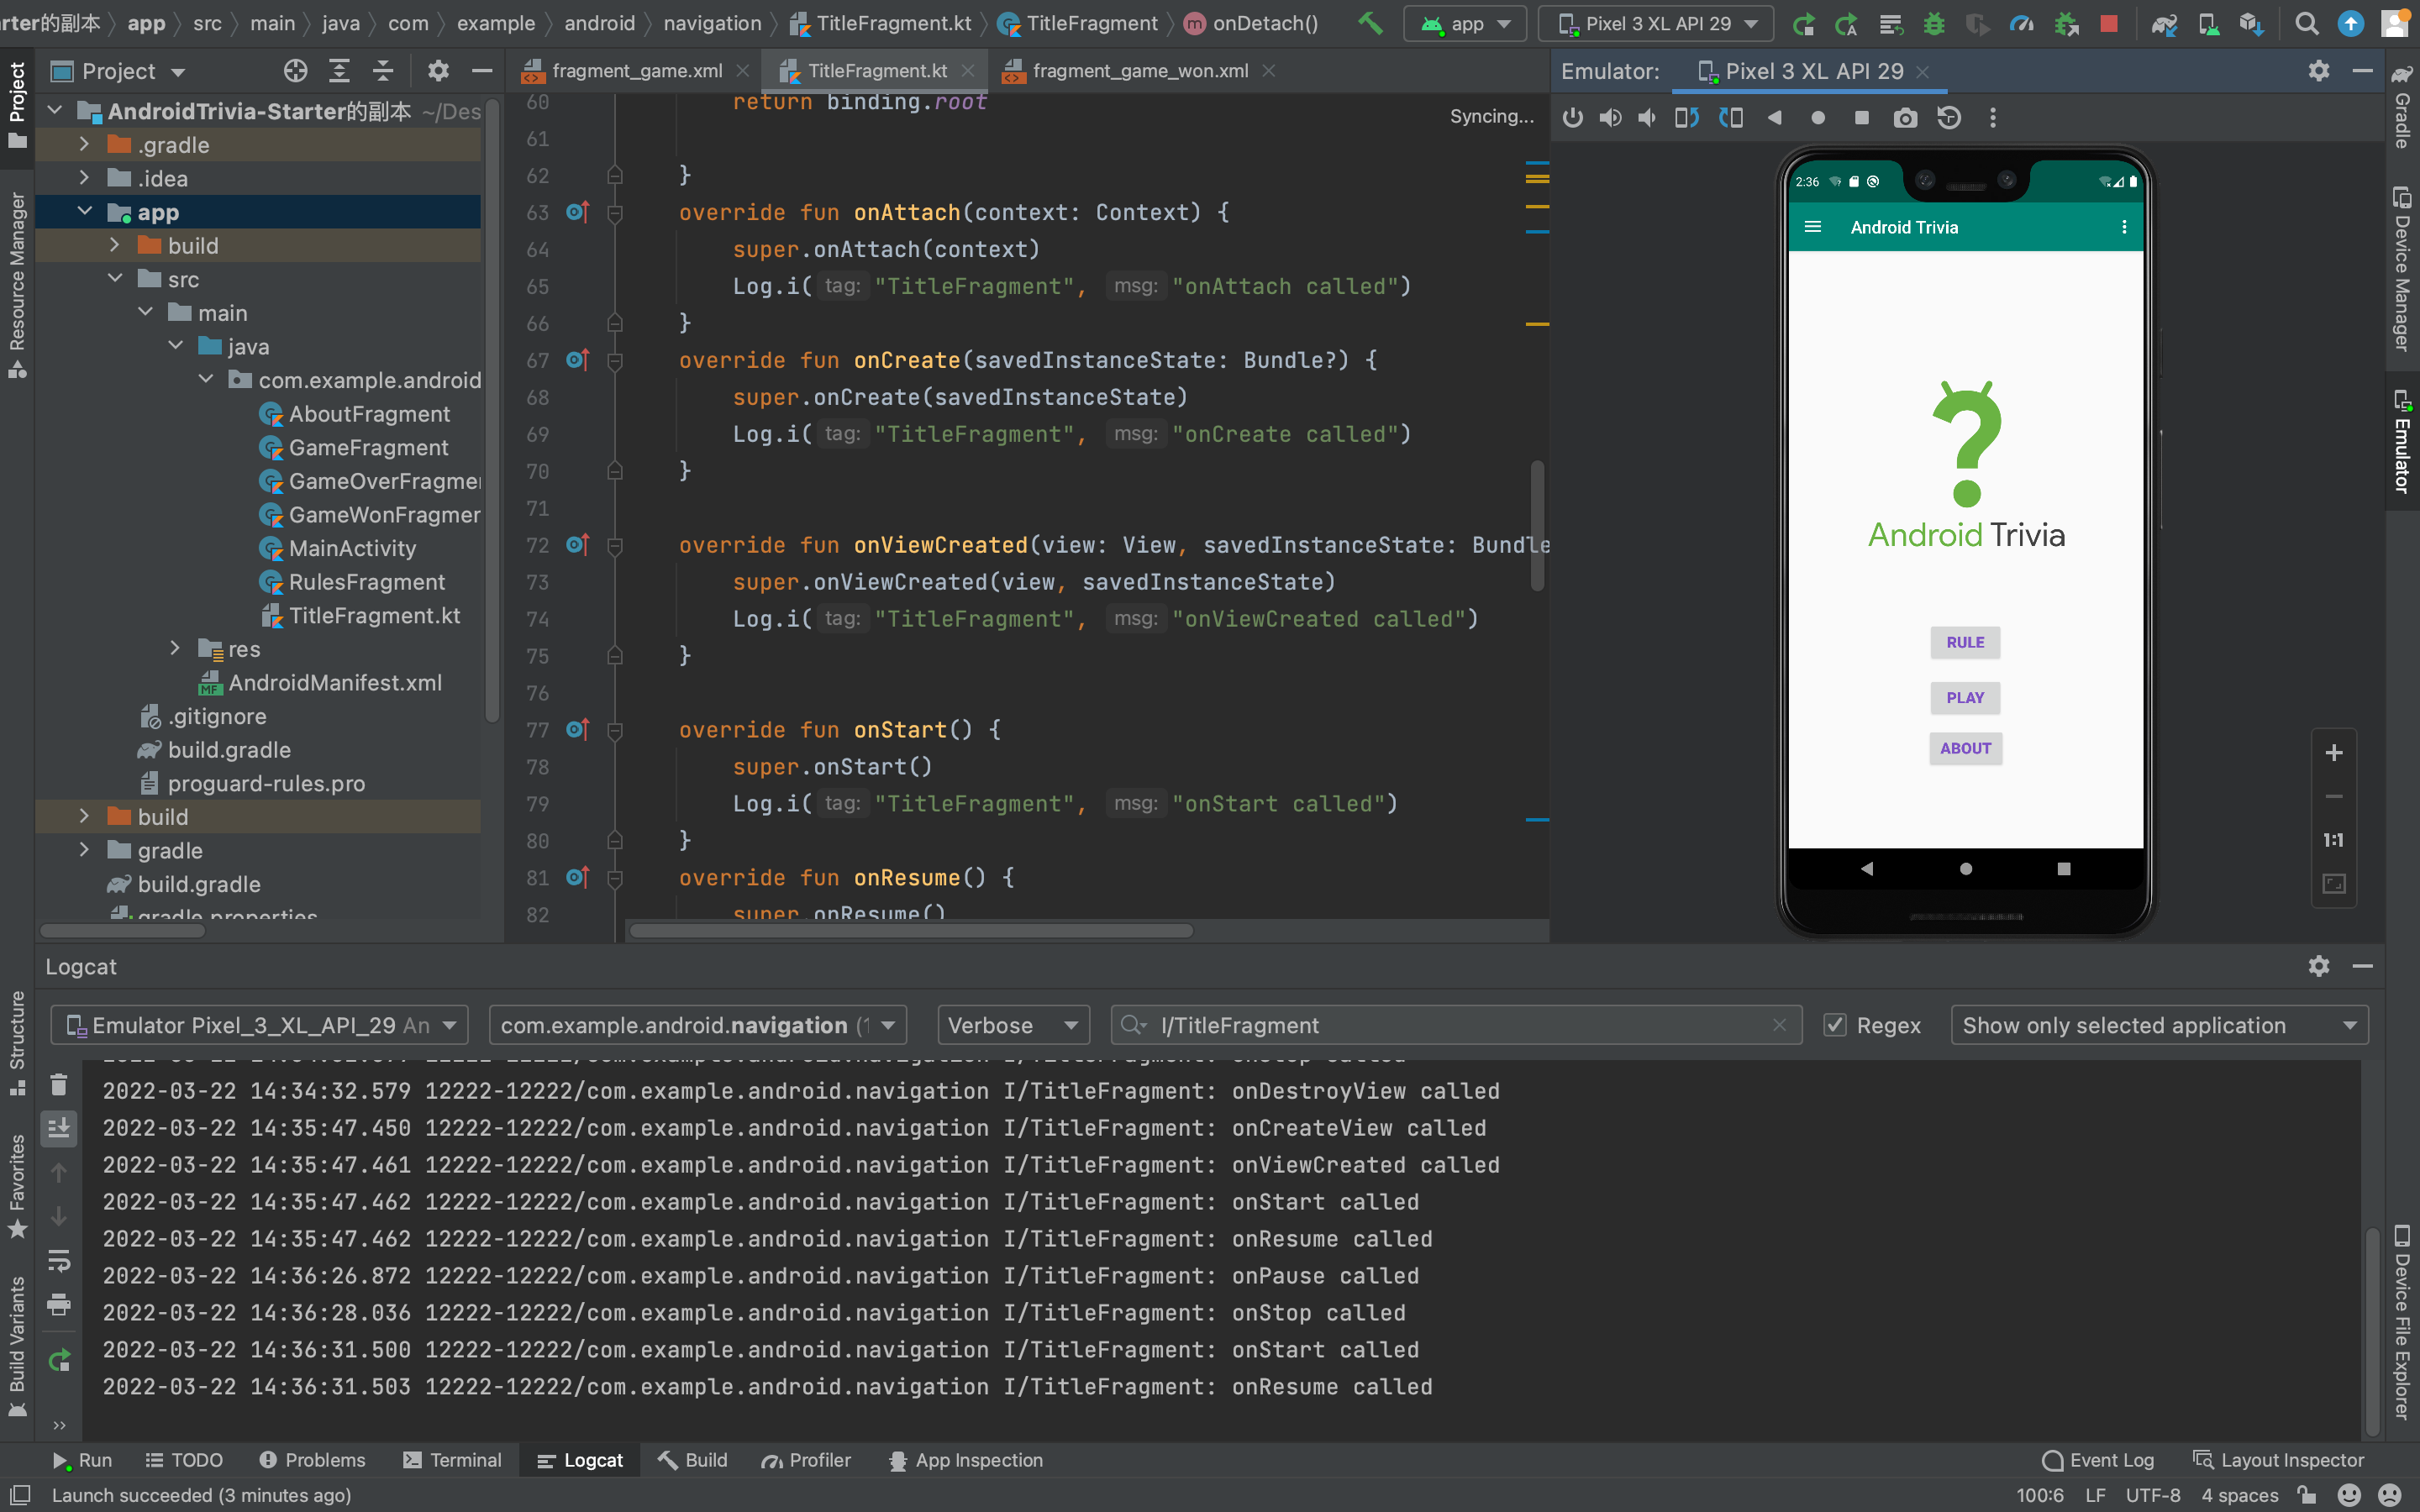 rter的副本 app src main java com example android navigation TitleFragment.kt TitleFragment onDetach() app Pixel 3 XL API 29
Project
fragment_game.xml TitleFragment.kt fragment_game_won.xml
Emulator: Pixel 3 XL API 29
Project
Resource Manager
Structure
Favorites
Build Variants
AndroidTrivia-Starter的副本 ~/Des
.gradle
.idea
app
build
src
main
java
com.example.android
AboutFragment
GameFragment
GameOverFragmer
GameWonFragmer
MainActivity
RulesFragment
TitleFragment.kt
res
AndroidManifest.xml
.gitignore
build.gradle
proguard-rules.pro
build
gradle
build.gradle
gradle.properties
Syncing...
60 return binding.root
61
62 }
63 override fun onAttach(context: Context) {
64 super.onAttach(context)
65 Log.i( tag: "TitleFragment", msg: "onAttach called")
66 }
67 override fun onCreate(savedInstanceState: Bundle?) {
68 super.onCreate(savedInstanceState)
69 Log.i( tag: "TitleFragment", msg: "onCreate called")
70 }
71
72 override fun onViewCreated(view: View, savedInstanceState: Bundle
73 super.onViewCreated(view, savedInstanceState)
74 Log.i( tag: "TitleFragment", msg: "onViewCreated called")
75 }
76
77 override fun onStart() {
78 super.onStart()
79 Log.i( tag: "TitleFragment", msg: "onStart called")
80 }
81 override fun onResume() {
82 super.onResume()
2:36
Android Trivia
Android Trivia
RULE
PLAY
ABOUT
1:1
Gradle
Device Manager
Emulator
Device File Explorer
Logcat
Emulator Pixel_3_XL_API_29 An com.example.android.navigation (1 Verbose I/TitleFragment Regex Show only selected application
2022-03-22 14:34:32.579 12222-12222/com.example.android.navigation I/TitleFragment: onDestroyView called
2022-03-22 14:35:47.450 12222-12222/com.example.android.navigation I/TitleFragment: onCreateView called
2022-03-22 14:35:47.461 12222-12222/com.example.android.navigation I/TitleFragment: onViewCreated called
2022-03-22 14:35:47.462 12222-12222/com.example.android.navigation I/TitleFragment: onStart called
2022-03-22 14:35:47.462 12222-12222/com.example.android.navigation I/TitleFragment: onResume called
2022-03-22 14:36:26.872 12222-12222/com.example.android.navigation I/TitleFragment: onPause called
2022-03-22 14:36:28.036 12222-12222/com.example.android.navigation I/TitleFragment: onStop called
2022-03-22 14:36:31.500 12222-12222/com.example.android.navigation I/TitleFragment: onStart called
2022-03-22 14:36:31.503 12222-12222/com.example.android.navigation I/TitleFragment: onResume called
Run TODO Problems Terminal Logcat Build Profiler App Inspection Event Log Layout Inspector
Launch succeeded (3 minutes ago) 100:6 LF UTF-8 4 spaces